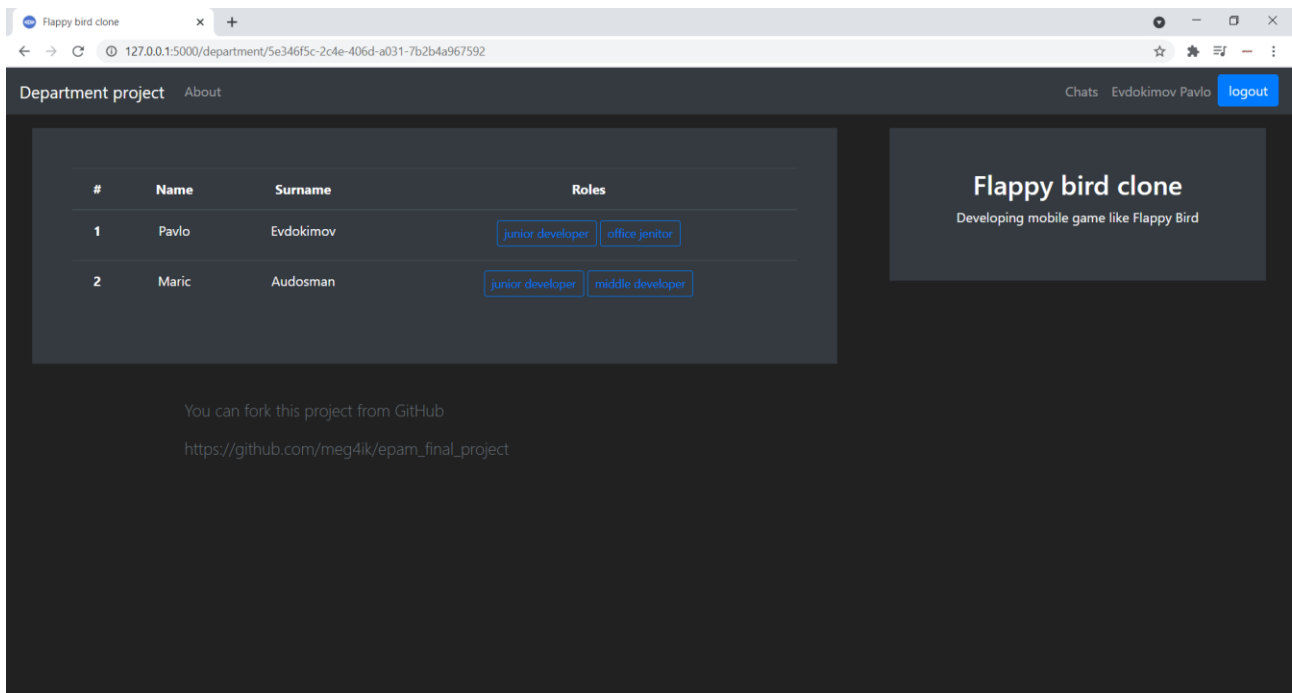 Flappy bird clone
127.0.0.1:5000/department/5e346f5c-2c4e-406d-a031-7b2b4a967592
Department project About Chats Evdokimov Pavlo logout
# Name Surname Roles
1 Pavlo Evdokimov junior developer office jenitor
2 Maric Audosman junior developer middle developer
Flappy bird clone
Developing mobile game like Flappy Bird
You can fork this project from GitHub
https://github.com/meg4ik/epam_final_project